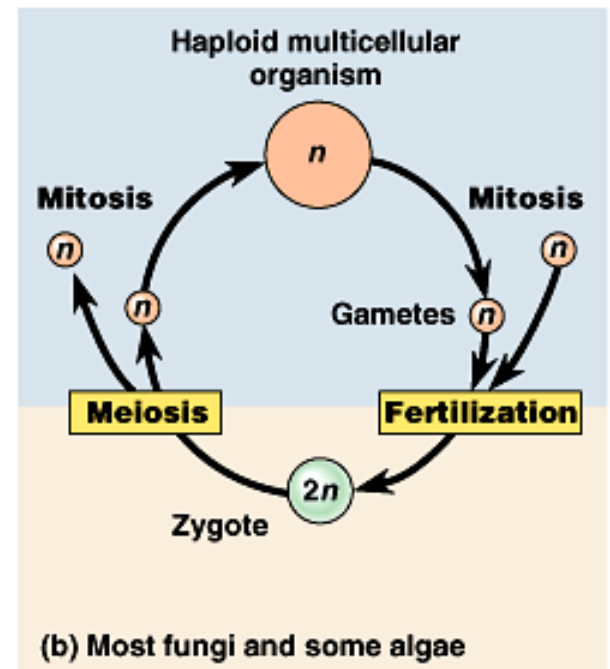 Haploid multicellular
organism
n
Mitosis
Mitosis
n
n
n
Gametes
n
Meiosis
Fertilization
2n
Zygote
(b) Most fungi and some algae